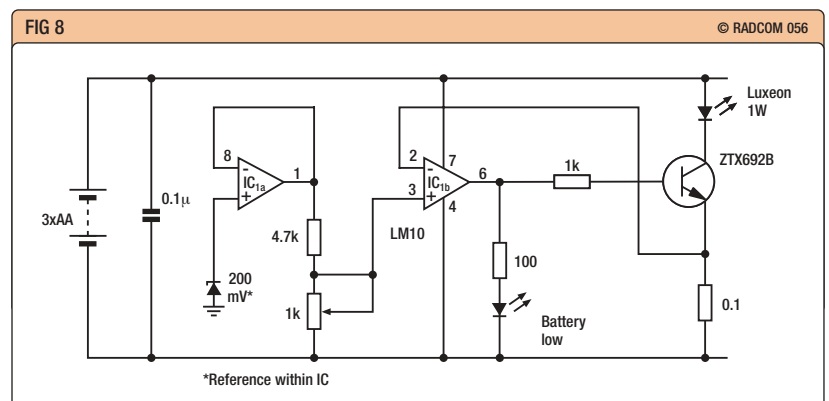 FIG 8
© RADCOM 056
Luxeon
1W
ZTX692B
8
IC1a
1
2
7
IC1b
6
3
4
1k
LM10
3xAA
0.1µ
4.7k
200
mV*
1k
100
Battery
low
0.1
*Reference within IC
-
+
-
+